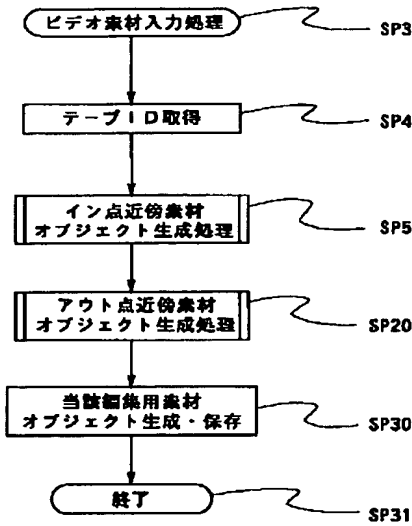 ビデオ素材入力処理
SP3
テープID取得
SP4
イン点近傍素材
オブジェクト生成処理
SP5
アウト点近傍素材
オブジェクト生成処理
SP20
当該編集用素材
オブジェクト生成・保存
SP30
終了
SP31